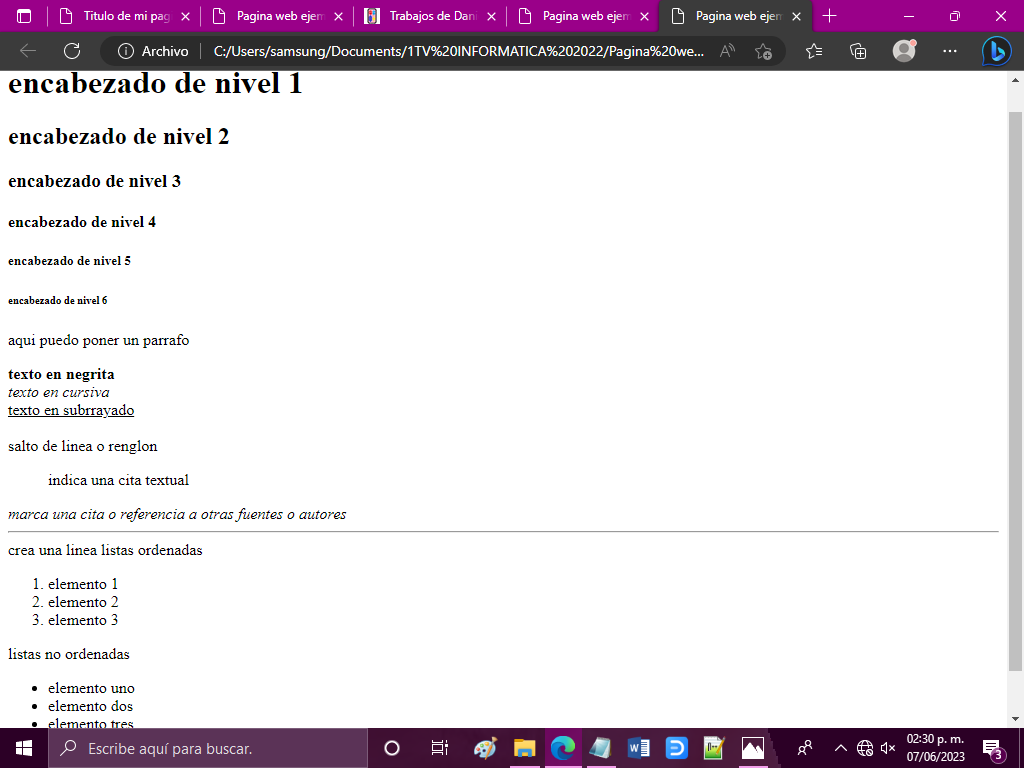 Titulo de mi pag
Pagina web ejem
Trabajos de Dani
Pagina web ejem
Pagina web ejem
Archivo
C:/Users/samsung/Documents/1TV%20INFORMATICA%202022/Pagina%20we...
encabezado de nivel 1
encabezado de nivel 2
encabezado de nivel 3
encabezado de nivel 4
encabezado de nivel 5
encabezado de nivel 6
aqui puedo poner un parrafo
texto en negrita
texto en cursiva
texto en subrrayado
salto de linea o renglon
indica una cita textual
marca una cita o referencia a otras fuentes o autores
crea una linea listas ordenadas
1. elemento 1
2. elemento 2
3. elemento 3
listas no ordenadas
• elemento uno
• elemento dos
• elemento tres
Escribe aquí para buscar.
02:30 p. m.
07/06/2023
3